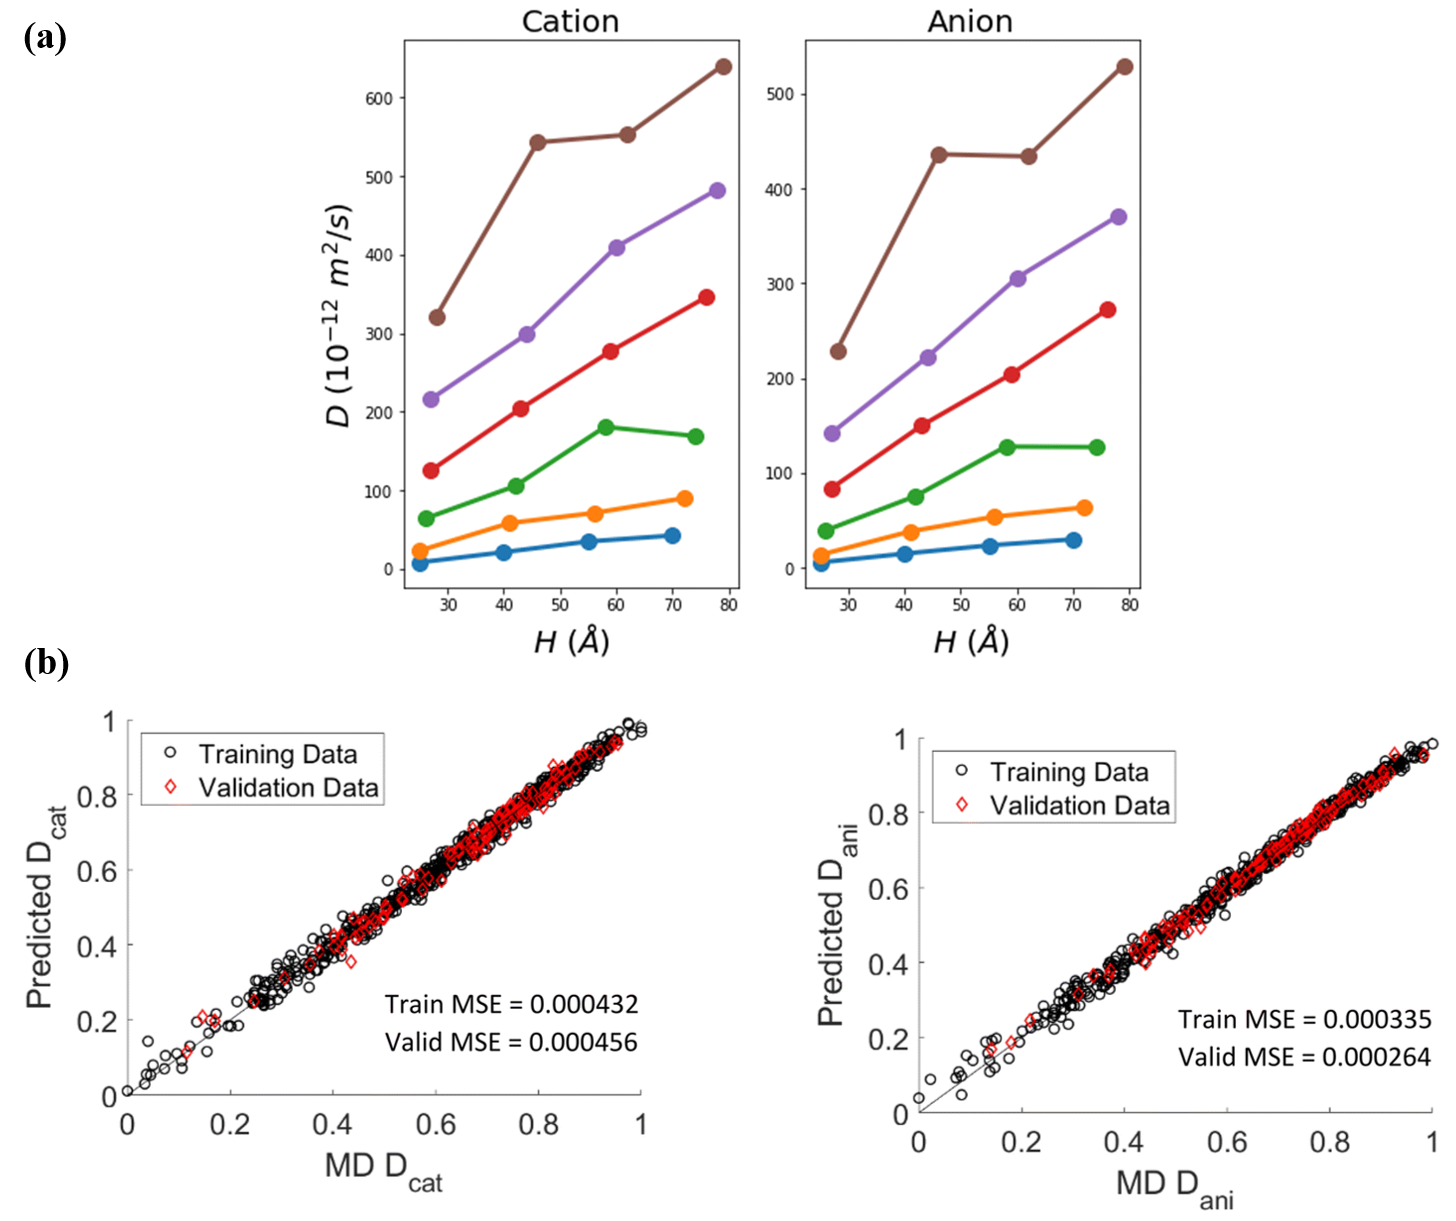 (a)
Cation
Anion
D (10^{-12} m^2/s)
600
500
400
300
200
100
0
500
400
300
200
100
0
30 40 50 60 70 80
30 40 50 60 70 80
H (Å)
H (Å)
(b)
1
0.8
0.6
0.4
0.2
0
Training Data
Validation Data
Predicted D_cat
Train MSE = 0.000432
Valid MSE = 0.000456
0 0.2 0.4 0.6 0.8 1
MD D_cat
1
0.8
0.6
0.4
0.2
0
Training Data
Validation Data
Predicted D_ani
Train MSE = 0.000335
Valid MSE = 0.000264
0 0.2 0.4 0.6 0.8 1
MD D_ani